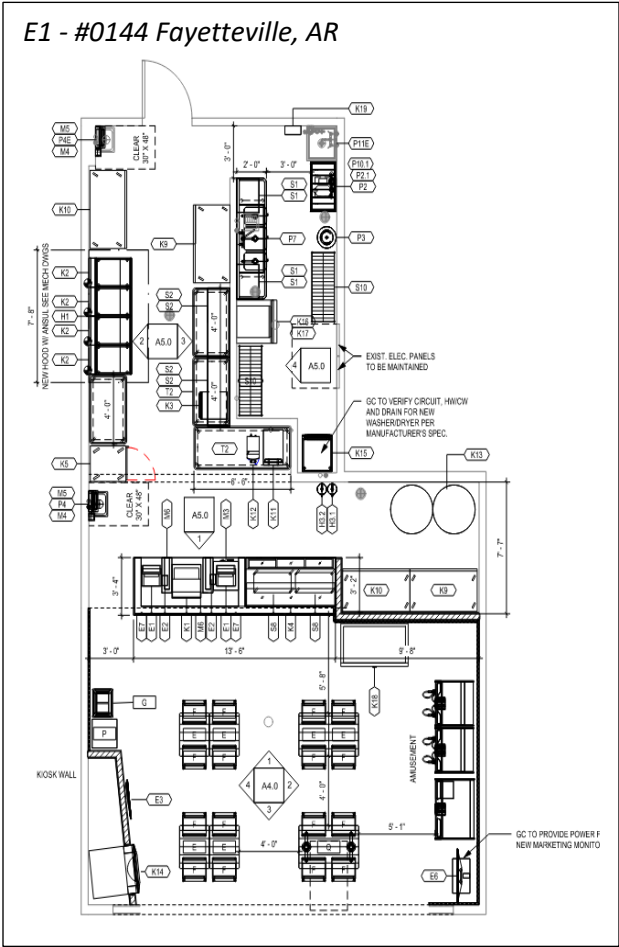 E1 - #0144 Fayetteville, AR
K19
M5
P4E
M4
CLEAR
30" X 48"
3' - 0"
P11E
2' - 0"
3' - 0"
P10.1
P2.1
P2
S1
S1
K10
K9
P7
P3
NEW HOOD W/ ANSUL SEE MECH DWGS
7' - 8"
K2
K2
H1
K2
K2
S1
S1
S10
S2
S2
4' - 0"
K16
K17
2
A5.0
3
4
A5.0
EXIST. ELEC. PANELS
TO BE MAINTAINED
S2
S2
T2
K3
4' - 0"
S10
4' - 0"
GC TO VERIFY CIRCUIT, HW/CW
AND DRAIN FOR NEW
WASHER/DRYER PER
MANUFACTURER'S SPEC.
T2
K15
K13
K5
6' - 0"
M5
P4
M4
CLEAR
30" X 48"
M6
A5.0
1
M3
K12
K11
H3.2
H3.1
7' - 7"
3' - 4"
3' - 2"
K10
K9
E7
E1
E2
K1
M6
E2
E1
E7
S8
K4
S8
3' - 0"
13' - 6"
9' - 8"
K18
5' - 8"
G
P
F
F
F
F
E
E
E
E
F
F
F
F
AMUSEMENT
KIOSK WALL
1
4
A4.0
2
3
4' - 0"
E3
5' - 1"
F
F
F
F
E
E
4' - 0"
Q
F
F
F
F
GC TO PROVIDE POWER F
NEW MARKETING MONITO
K14
E6